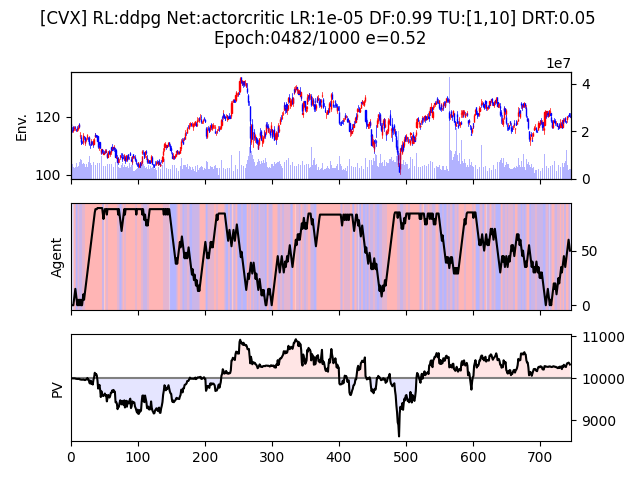 [CVX] RL:ddpg Net:actorcritic LR:1e-05 DF:0.99 TU:[1,10] DRT:0.05
Epoch:0482/1000 e=0.52
1e7
120
100
Env.
4
2
0
Agent
50
0
PV
11000
10000
9000
0 100 200 300 400 500 600 700